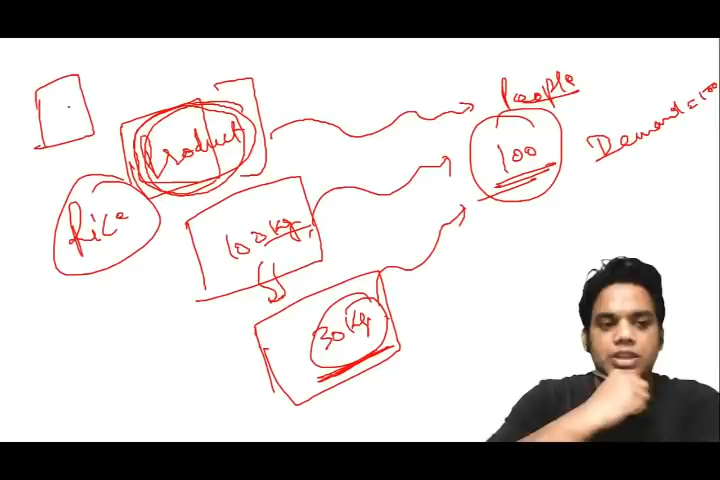 People
Demand = 100
Product
100
Rice
100 kg
30 kg